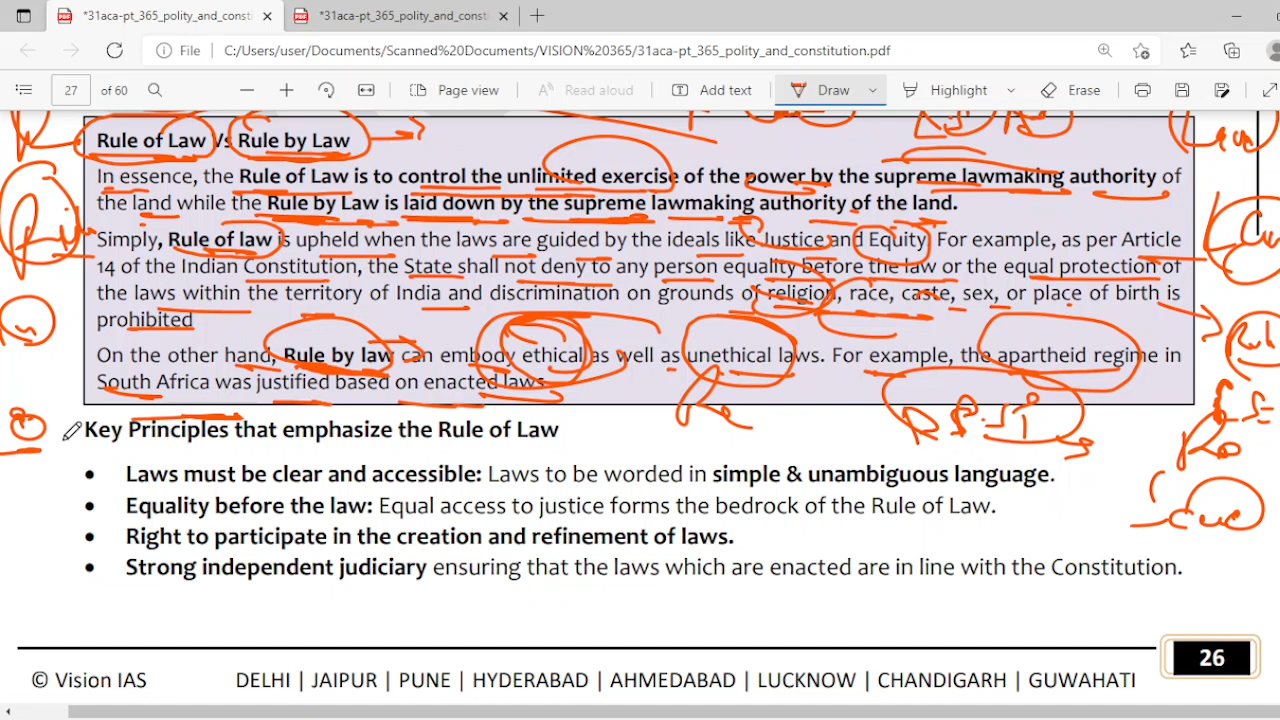 *31aca-pt_365_polity_and_consti
*31aca-pt_365_polity_and_consti
File
C:/Users/user/Documents/Scanned%20Documents/VISION%20365/31aca-pt_365_polity_and_constitution.pdf
27 of 60
Page view
Read aloud
Add text
Draw
Highlight
Erase
Rule of Law Vs Rule by Law
In essence, the Rule of Law is to control the unlimited exercise of the power by the supreme lawmaking authority of
the land while the Rule by Law is laid down by the supreme lawmaking authority of the land.
Simply, Rule of law is upheld when the laws are guided by the ideals like Justice and Equity. For example, as per Article
14 of the Indian Constitution, the State shall not deny to any person equality before the law or the equal protection of
the laws within the territory of India and discrimination on grounds of religion, race, caste, sex, or place of birth is
prohibited
On the other hand, Rule by law can embody ethical as well as unethical laws. For example, the apartheid regime in
South Africa was justified based on enacted laws.
Key Principles that emphasize the Rule of Law
• Laws must be clear and accessible: Laws to be worded in simple & unambiguous language.
• Equality before the law: Equal access to justice forms the bedrock of the Rule of Law.
• Right to participate in the creation and refinement of laws.
• Strong independent judiciary ensuring that the laws which are enacted are in line with the Constitution.
26
© Vision IAS DELHI | JAIPUR | PUNE | HYDERABAD | AHMEDABAD | LUCKNOW | CHANDIGARH | GUWAHATI